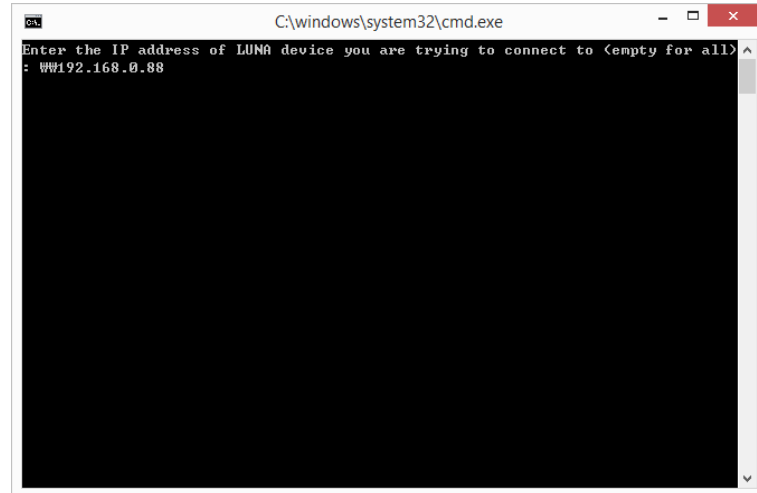 C:\windows\system32\cmd.exe
Enter the IP address of LUNA device you are trying to connect to (empty for all)
: ₩₩192.168.0.88